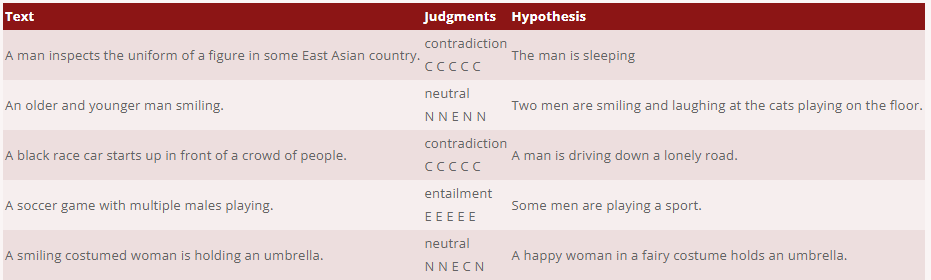 Text Judgments Hypothesis
A man inspects the uniform of a figure in some East Asian country. contradiction C C C C C The man is sleeping
An older and younger man smiling. neutral N N E N N Two men are smiling and laughing at the cats playing on the floor.
A black race car starts up in front of a crowd of people. contradiction C C C C C A man is driving down a lonely road.
A soccer game with multiple males playing. entailment E E E E E Some men are playing a sport.
A smiling costumed woman is holding an umbrella. neutral N N E C N A happy woman in a fairy costume holds an umbrella.